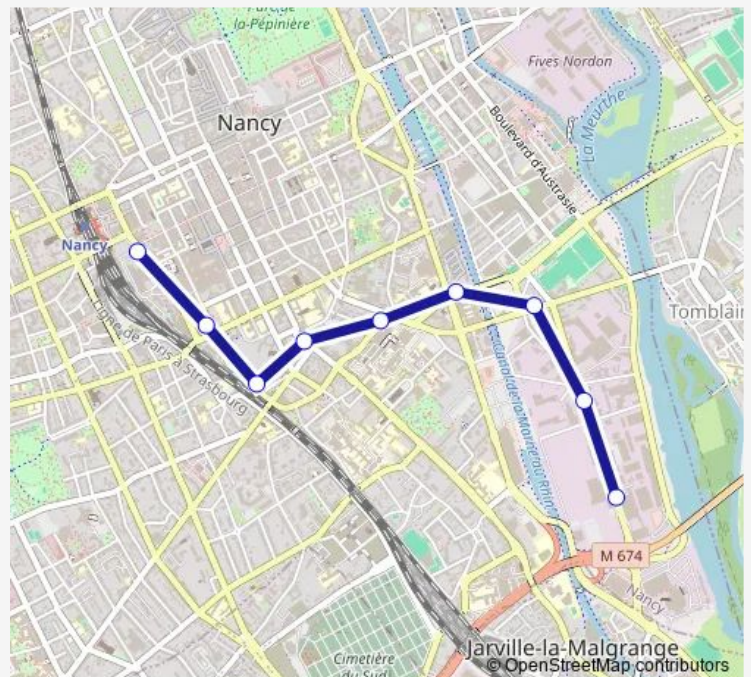 Parc de
la-Pépinière
Fives Nordon
Nancy
La Meurthe
Boulevard d'Austrasie
Nancy
Tomblain
Ligne de Paris à Strasbourg
Canal de la Marne au Rhin
M 674
Nancy
Jarville-la-Malgrange
Cimetière
du Sud
© OpenStreetMap contributors